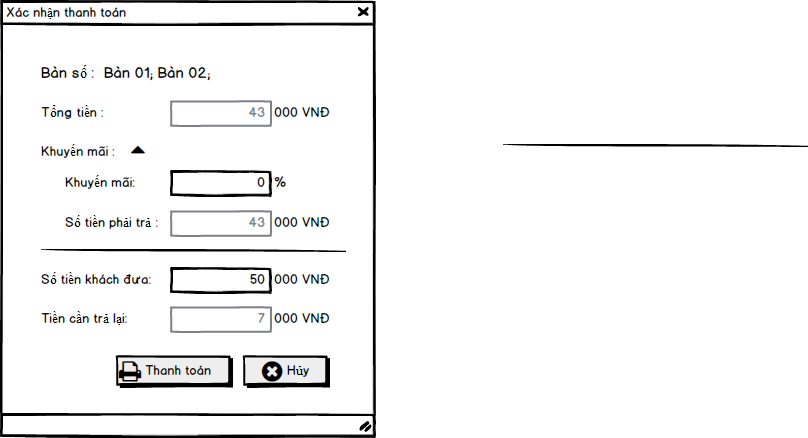 Xác nhận thanh toán
Bàn số : Bàn 01; Bàn 02;
Tổng tiền : 43 000 VNĐ
Khuyến mãi :
Khuyến mãi: 0 %
Số tiền phải trả : 43 000 VNĐ
Số tiền khách đưa: 50 000 VNĐ
Tiền cần trả lại: 7 000 VNĐ
Thanh toán Hủy